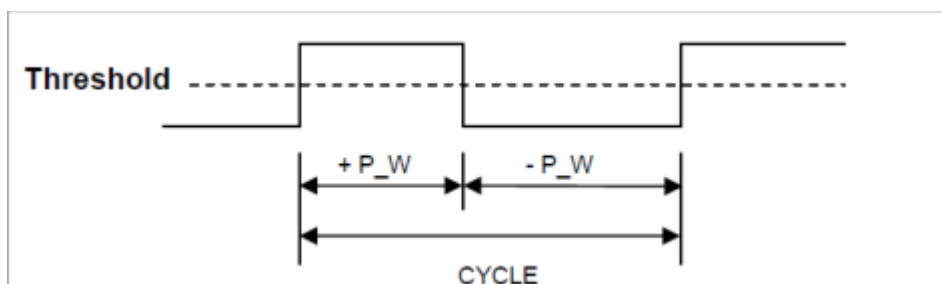 Threshold
+ P_W - P_W
CYCLE